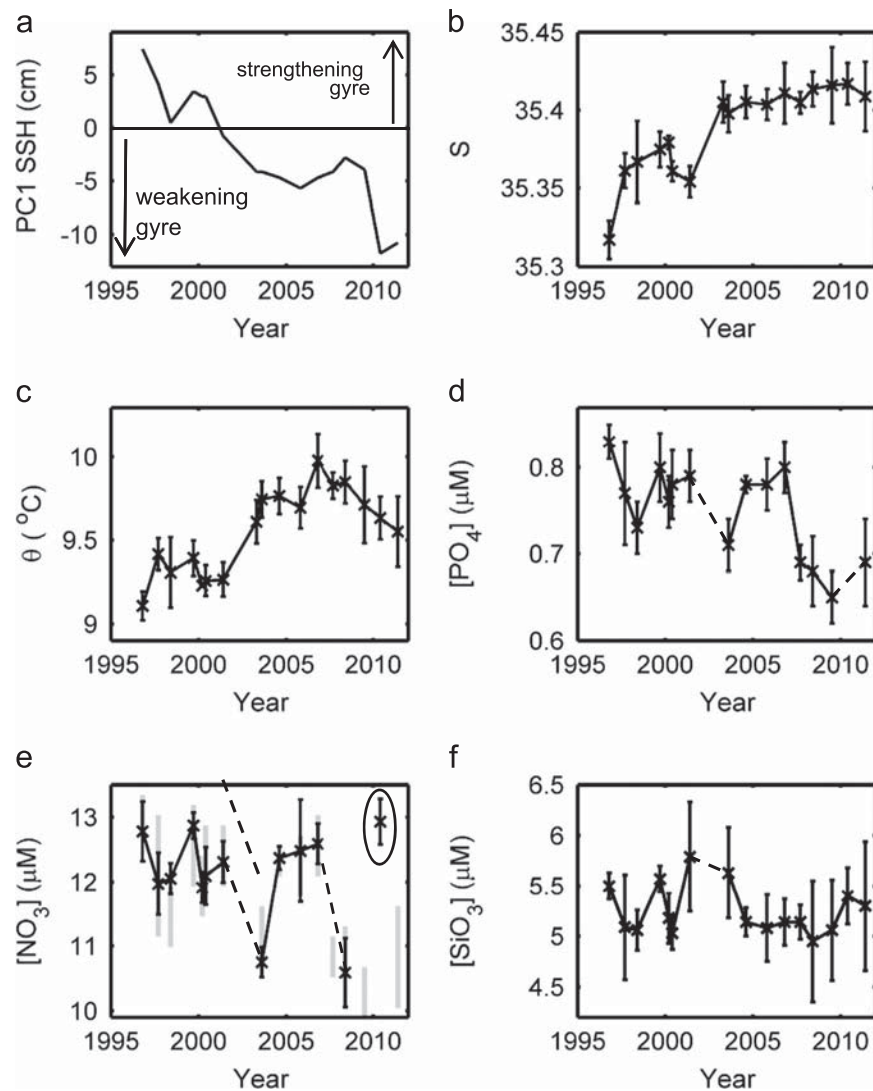 a
PC1 SSH (cm)
5
0
-5
-10
strengthening
gyre
weakening
gyre
1995 2000 2005 2010
Year
b
S
35.45
35.4
35.35
35.3
1995 2000 2005 2010
Year
c
θ (°C)
10
9.5
9
1995 2000 2005 2010
Year
d
[PO4] (μM)
0.8
0.7
0.6
1995 2000 2005 2010
Year
e
[NO3] (μM)
13
12
11
10
1995 2000 2005 2010
Year
f
[SiO3] (μM)
6.5
6
5.5
5
4.5
1995 2000 2005 2010
Year